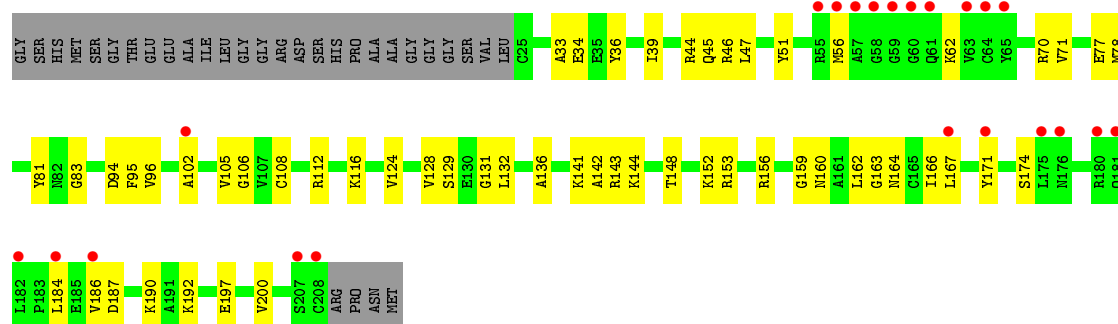 GLY SER HIS MET SER GLY THR GLU GLU ALA ILE LEU GLY GLY ARG ASP SER HIS PRO ALA ALA GLY GLY GLY SER VAL LEU C25 A33 E34 E35 Y36 I39 R44 Q45 R46 L47 Y51 R55 M56 A57 G58 G59 G60 Q61 K62 V63 C64 Y65 R70 V71 E77 M78
Y81 N82 G83 D94 F95 V96 A102 V105 G106 V107 C108 R112 K116 V124 V128 S129 E130 G131 L132 A136 K141 A142 R143 K144 T148 K152 R153 R156 G159 N160 A161 L162 G163 N164 C165 I166 L167 Y171 S174 L175 N176 R180
L182 P183 L184 E185 V186 D187 K190 A191 K192 E197 V200 S207 C208 ARG PRO ASN MET